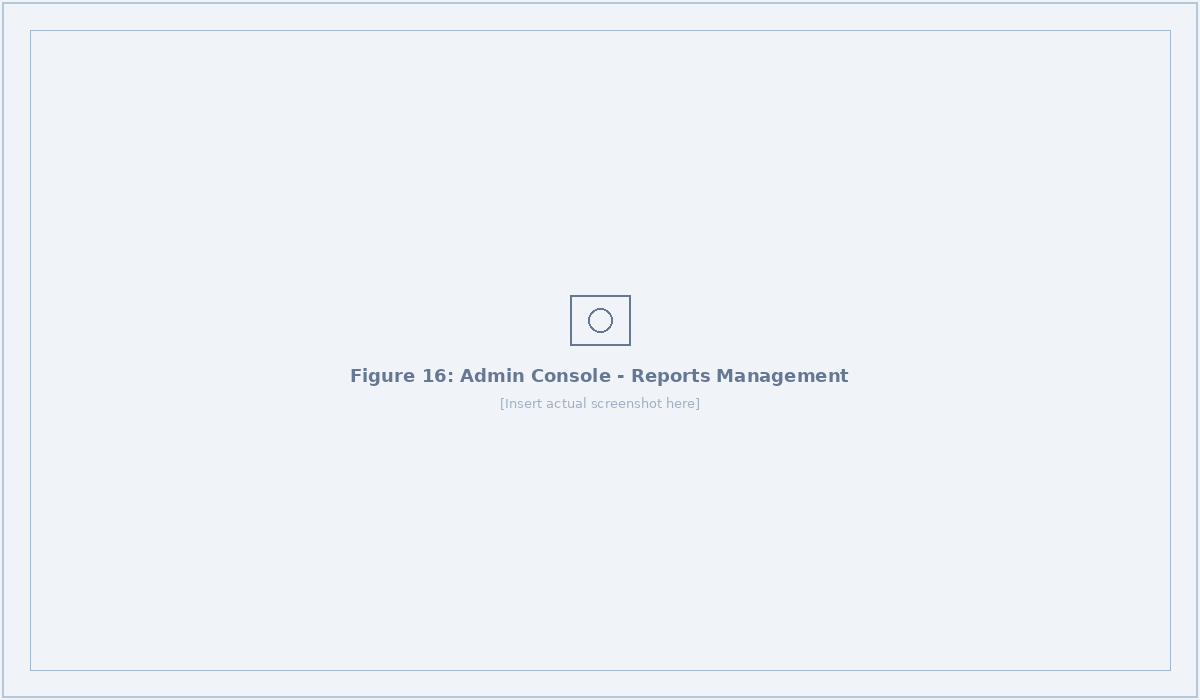 Figure 16: Admin Console - Reports Management
[Insert actual screenshot here]